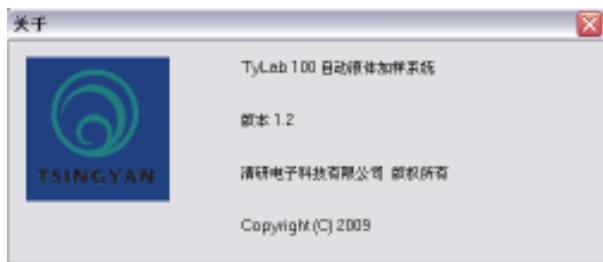 关于
TyLab 100 自动液体加样系统
版本 1.2
TSINGYAN
清研电子科技有限公司 版权所有
Copyright (C) 2009